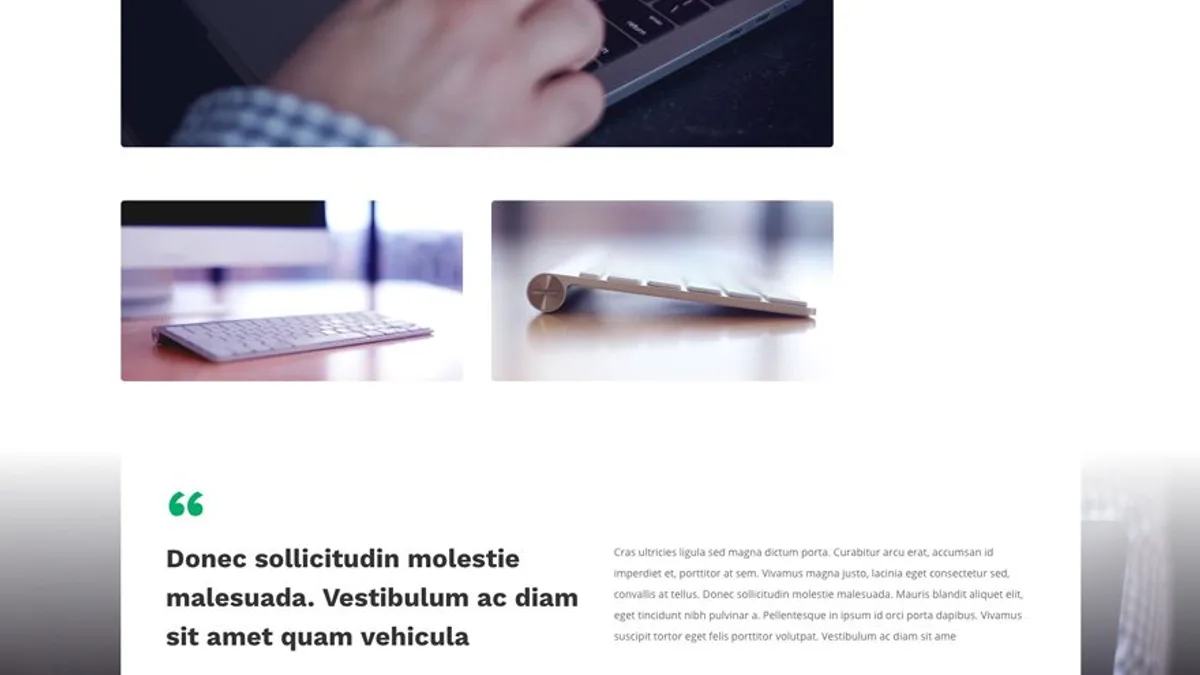 return
“
Donec sollicitudin molestie
malesuada. Vestibulum ac diam
sit amet quam vehicula
Cras ultricies ligula sed magna dictum porta. Curabitur arcu erat, accumsan id
imperdiet et, porttitor at sem. Vivamus magna justo, lacinia eget consectetur sed,
convallis at tellus. Donec sollicitudin molestie malesuada. Mauris blandit aliquet elit,
eget tincidunt nibh pulvinar a. Pellentesque in ipsum id orci porta dapibus. Vivamus
suscipit tortor eget felis porttitor volutpat. Vestibulum ac diam sit ame